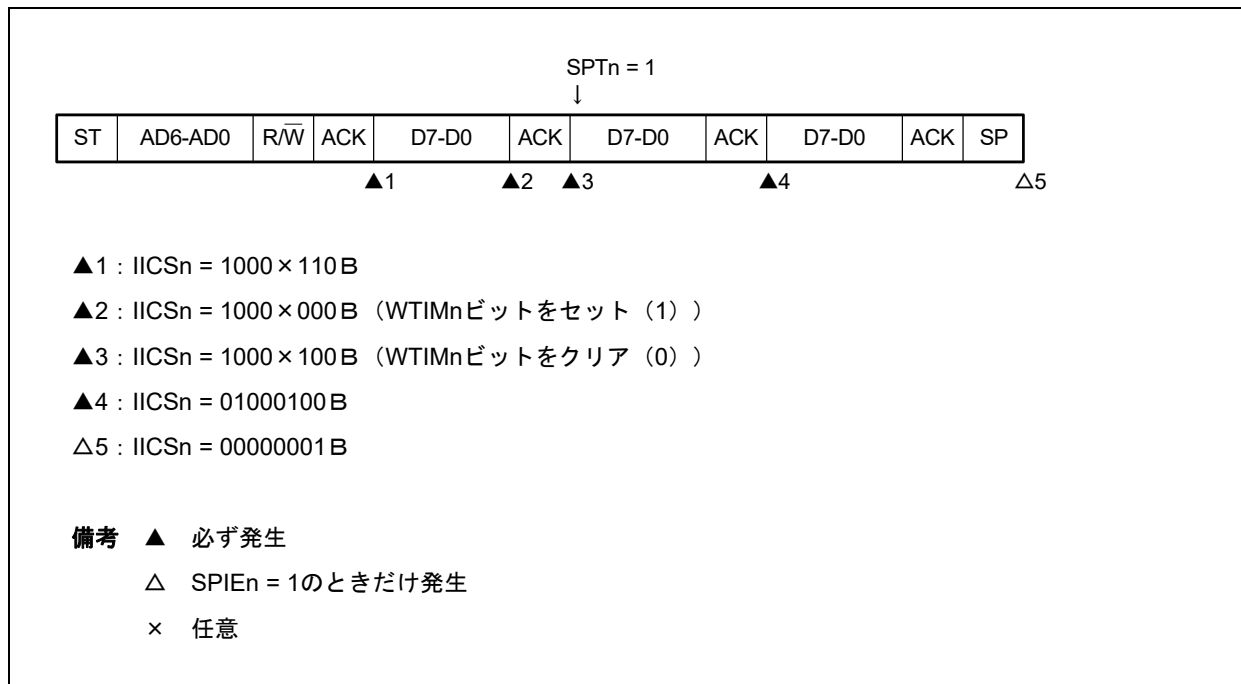 SPTn = 1
↓
ST AD6-AD0 R/W̅ ACK D7-D0 ACK D7-D0 ACK D7-D0 ACK SP
▲1 ▲2 ▲3 ▲4 △5
▲1：IICSn = 1000×110B
▲2：IICSn = 1000×000B（WTIMnビットをセット（1））
▲3：IICSn = 1000×100B（WTIMnビットをクリア（0））
▲4：IICSn = 01000100B
△5：IICSn = 00000001B
備考 ▲ 必ず発生
△ SPIEn = 1のときだけ発生
× 任意